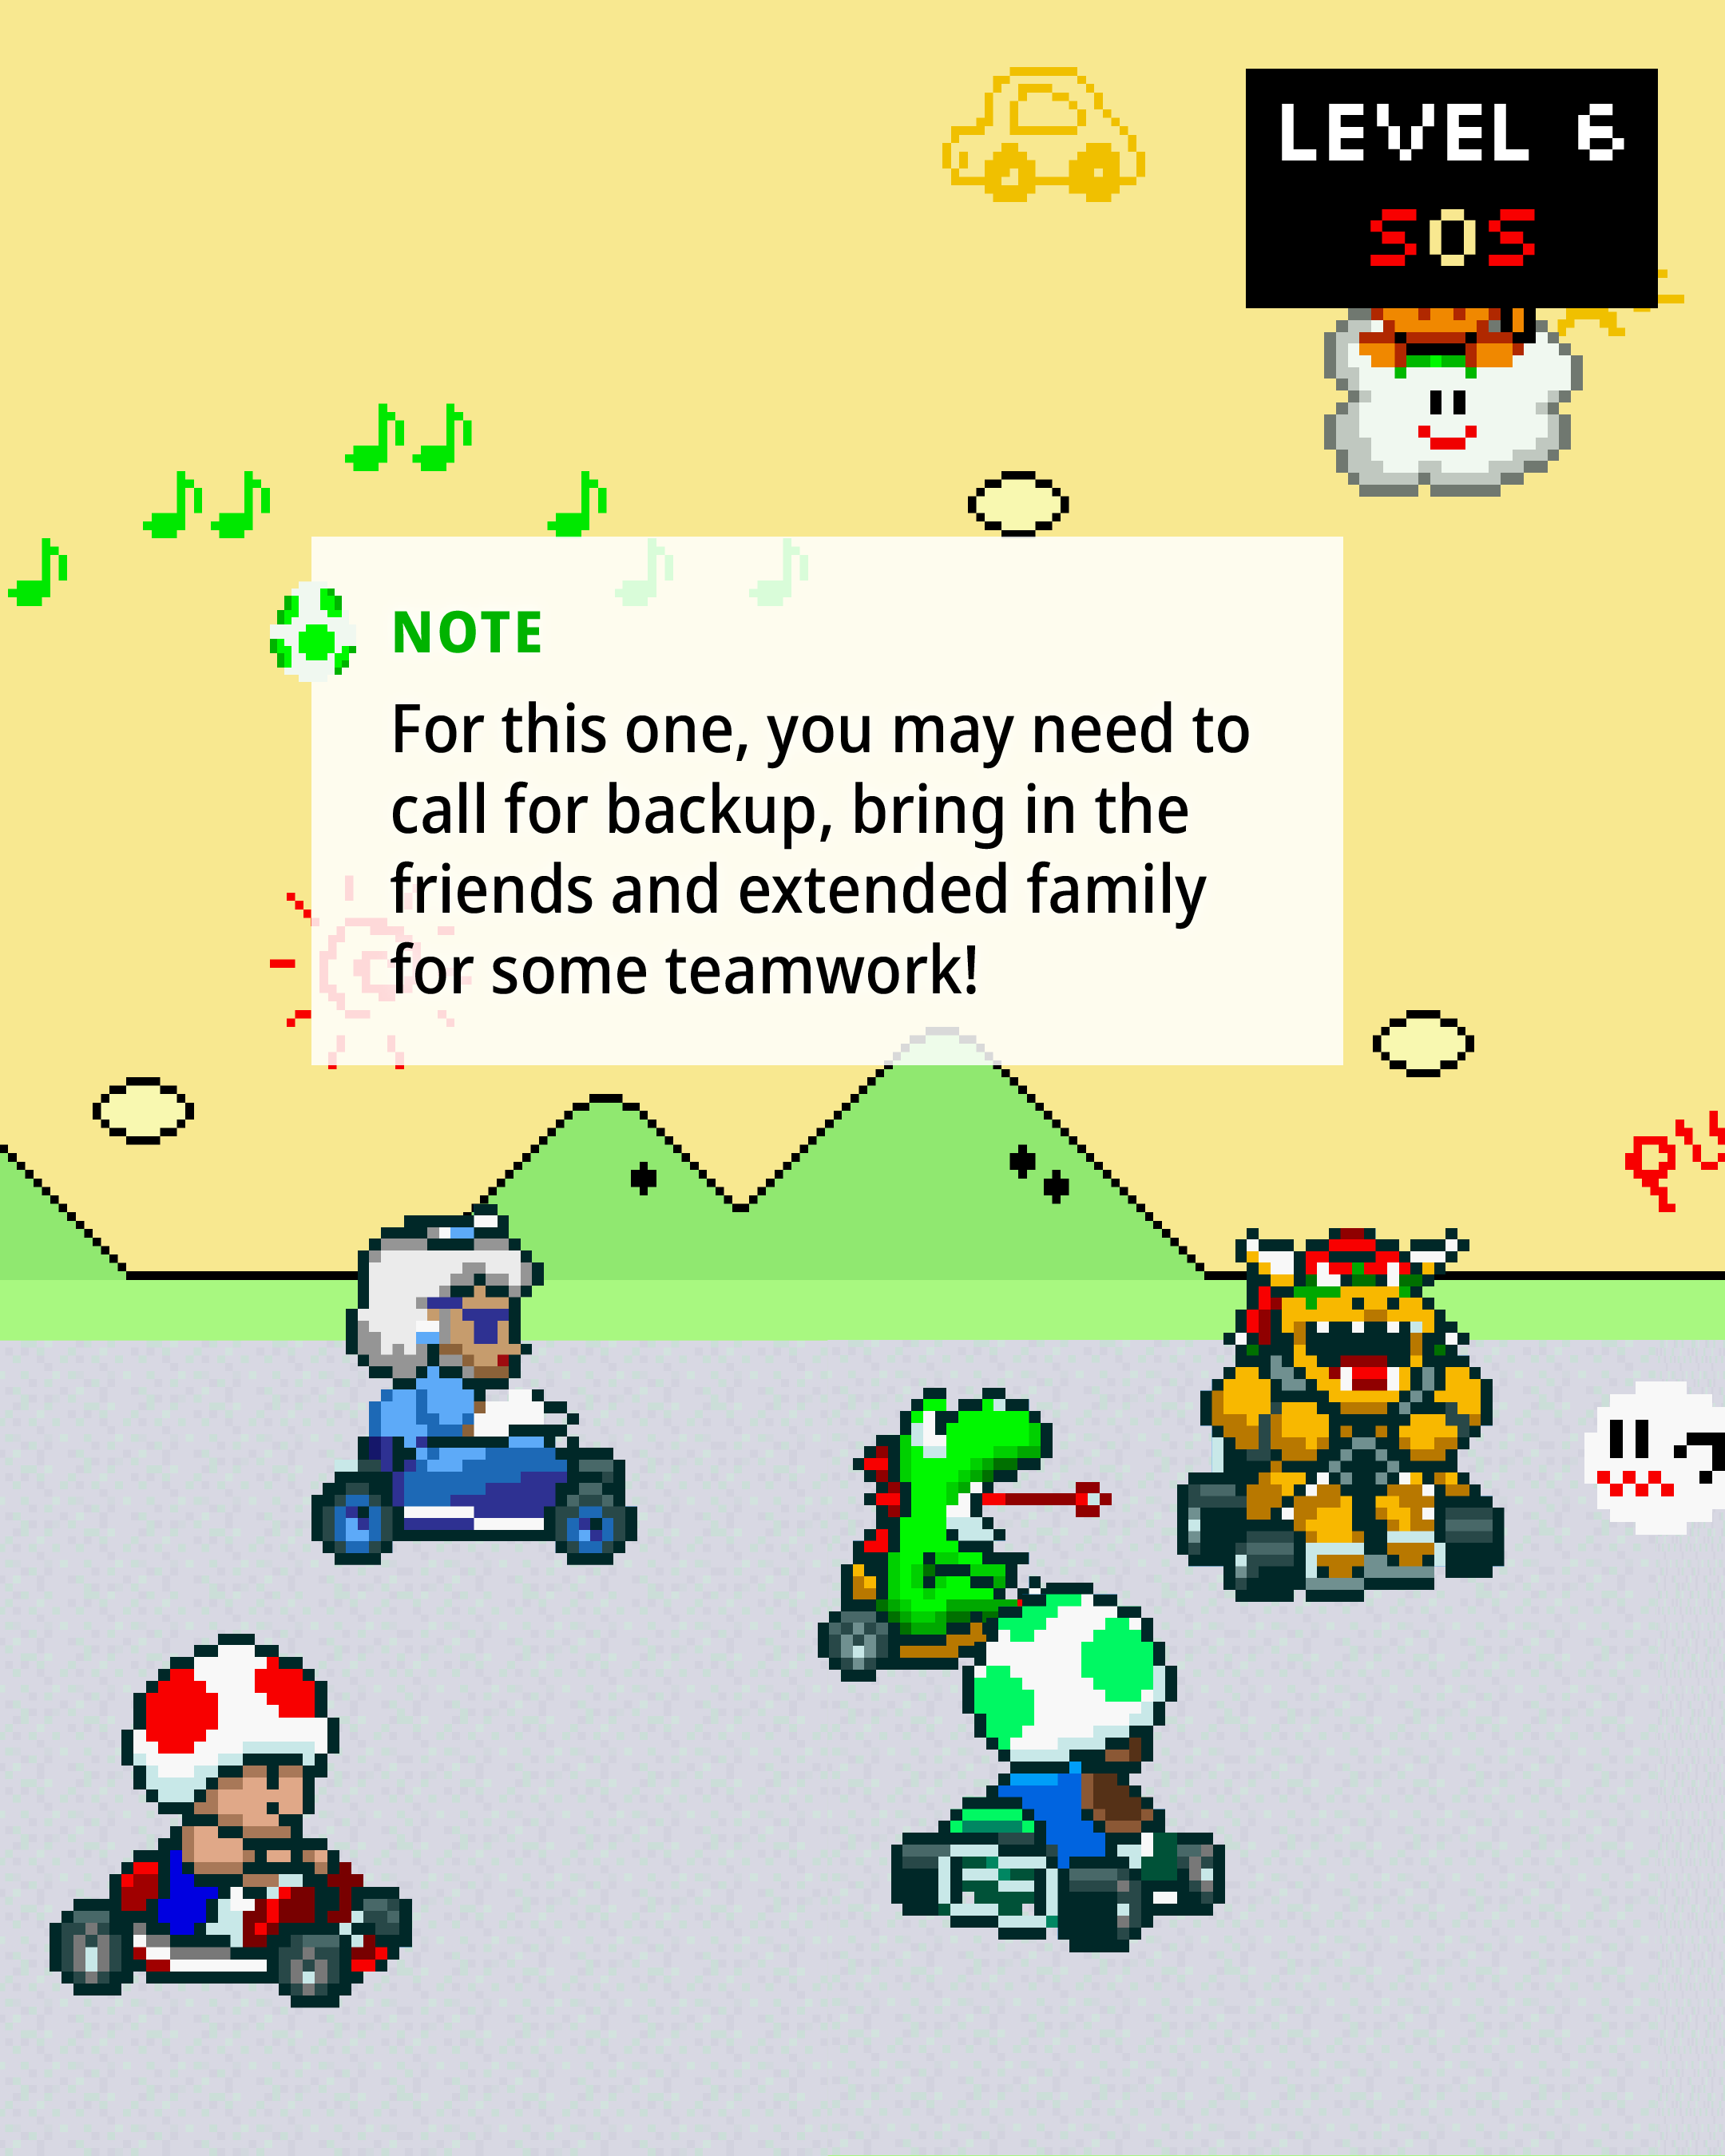 LEVEL 6
SOS
NOTE
For this one, you may need to
call for backup, bring in the
friends and extended family
for some teamwork!